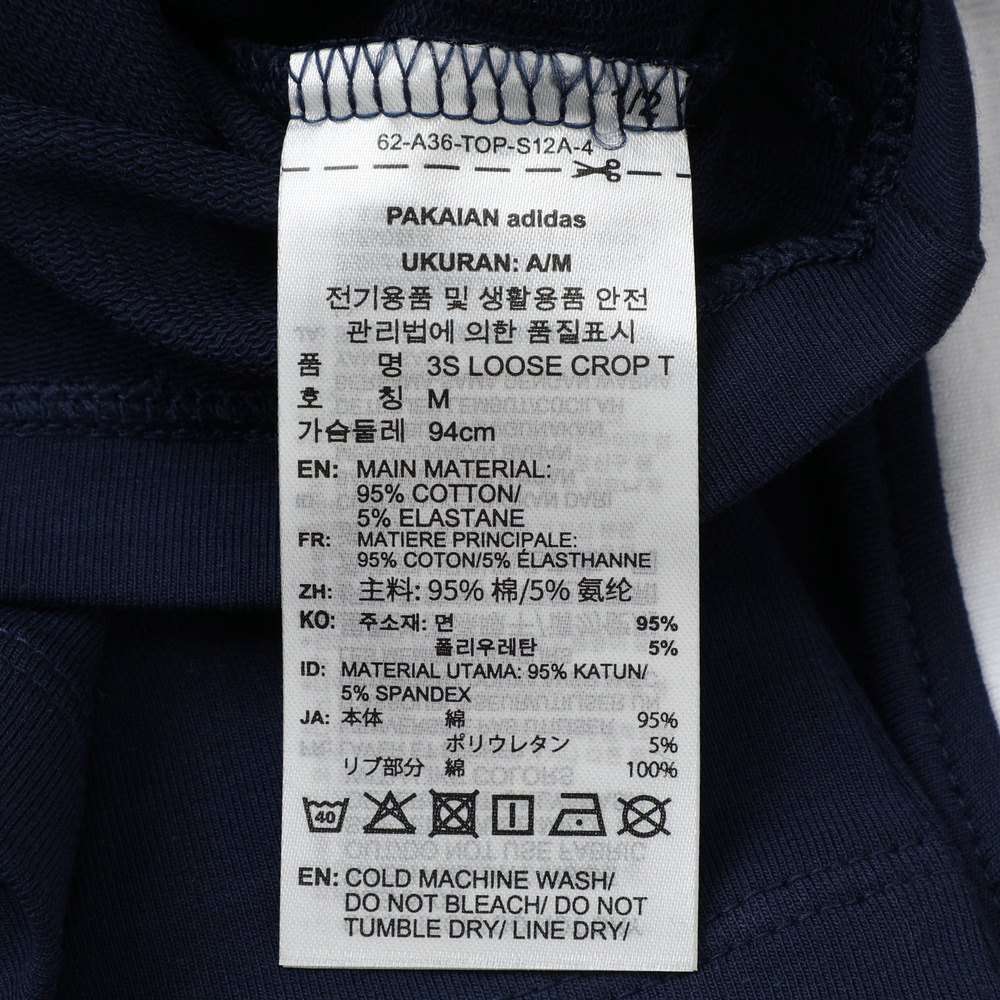 1/2
62-A36-TOP-S12A-4
PAKAIAN adidas
UKURAN: A/M
전기용품 및 생활용품 안전
관리법에 의한 품질표시
품 명 3S LOOSE CROP T
호 칭 M
가슴둘레 94cm
EN: MAIN MATERIAL:
95% COTTON/
5% ELASTANE
FR: MATIERE PRINCIPALE:
95% COTON/5% ÉLASTHANNE
ZH: 主料: 95% 棉/5% 氨纶
KO: 주소재: 면 95%
폴리우레탄 5%
ID: MATERIAL UTAMA: 95% KATUN/
5% SPANDEX
JA: 本体 綿 95%
ポリウレタン 5%
リブ部分 綿 100%
40
EN: COLD MACHINE WASH/
DO NOT BLEACH/ DO NOT
TUMBLE DRY/ LINE DRY/